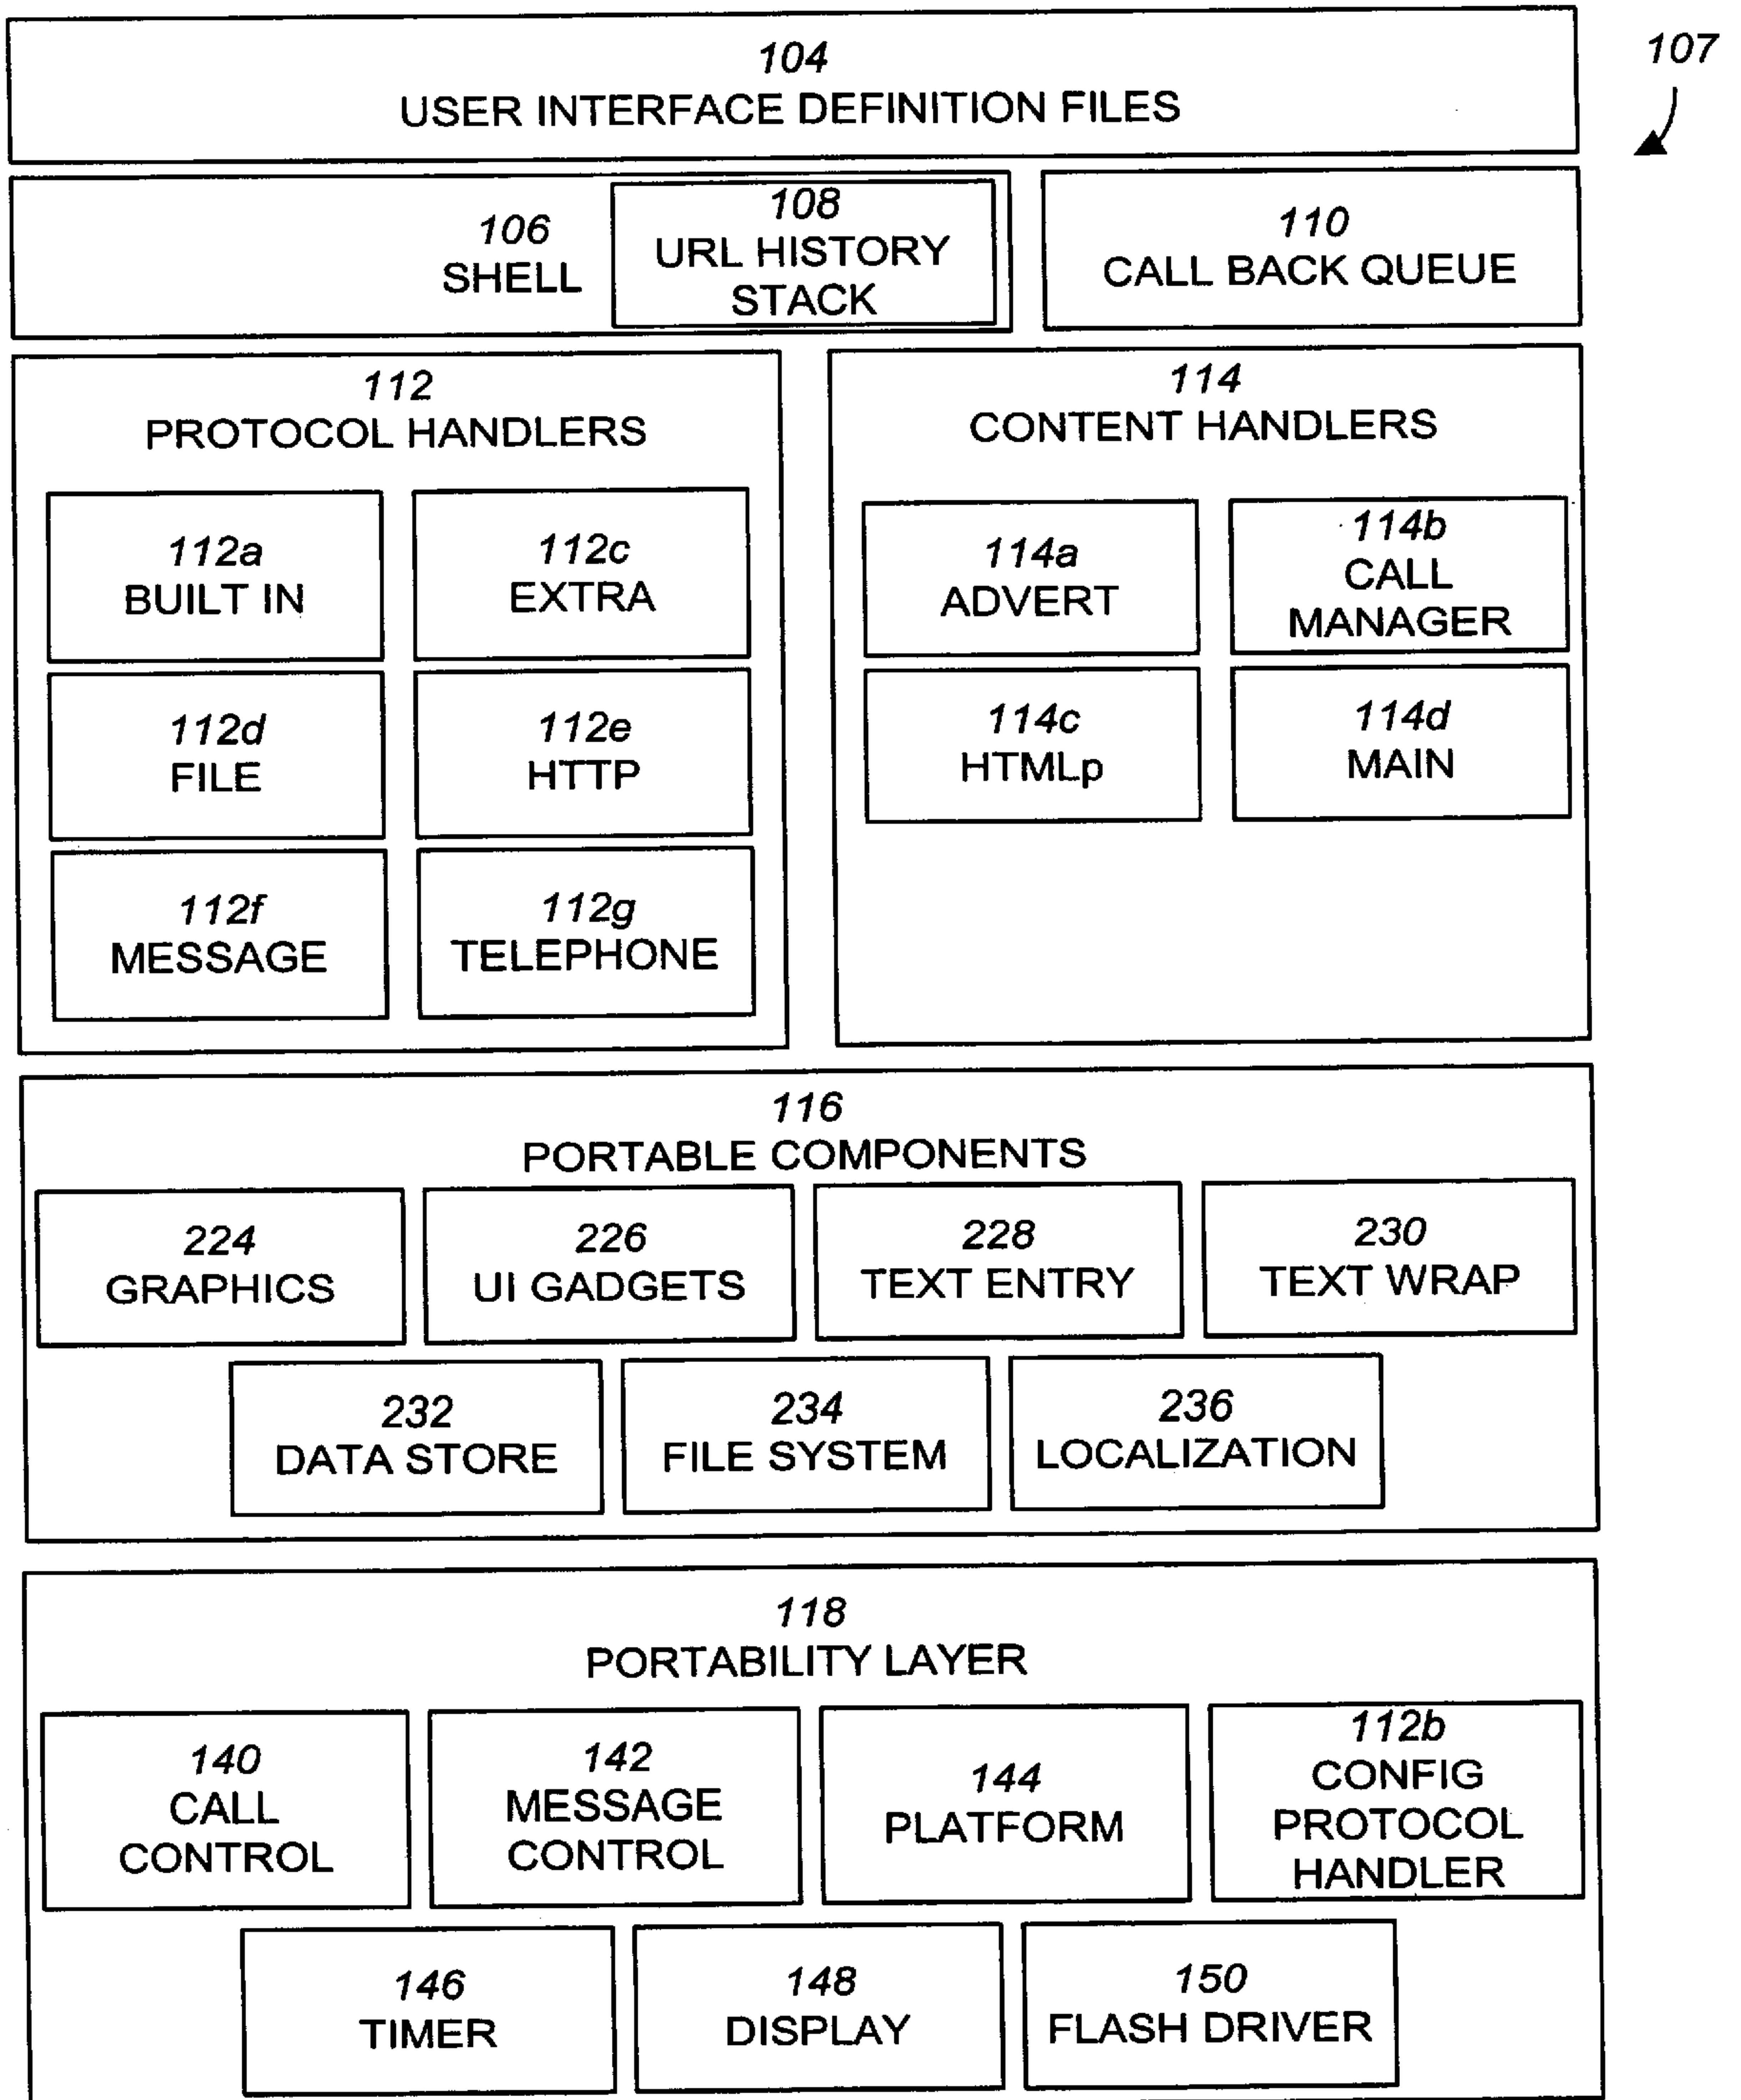 104
USER INTERFACE DEFINITION FILES
107
106
SHELL
108
URL HISTORY
STACK
110
CALL BACK QUEUE
112
PROTOCOL HANDLERS
112a
BUILT IN
112c
EXTRA
112d
FILE
112e
HTTP
112f
MESSAGE
112g
TELEPHONE
114
CONTENT HANDLERS
114a
ADVERT
114b
CALL
MANAGER
114c
HTMLp
114d
MAIN
116
PORTABLE COMPONENTS
224
GRAPHICS
226
UI GADGETS
228
TEXT ENTRY
230
TEXT WRAP
232
DATA STORE
234
FILE SYSTEM
236
LOCALIZATION
118
PORTABILITY LAYER
140
CALL
CONTROL
142
MESSAGE
CONTROL
144
PLATFORM
112b
CONFIG
PROTOCOL
HANDLER
146
TIMER
148
DISPLAY
150
FLASH DRIVER